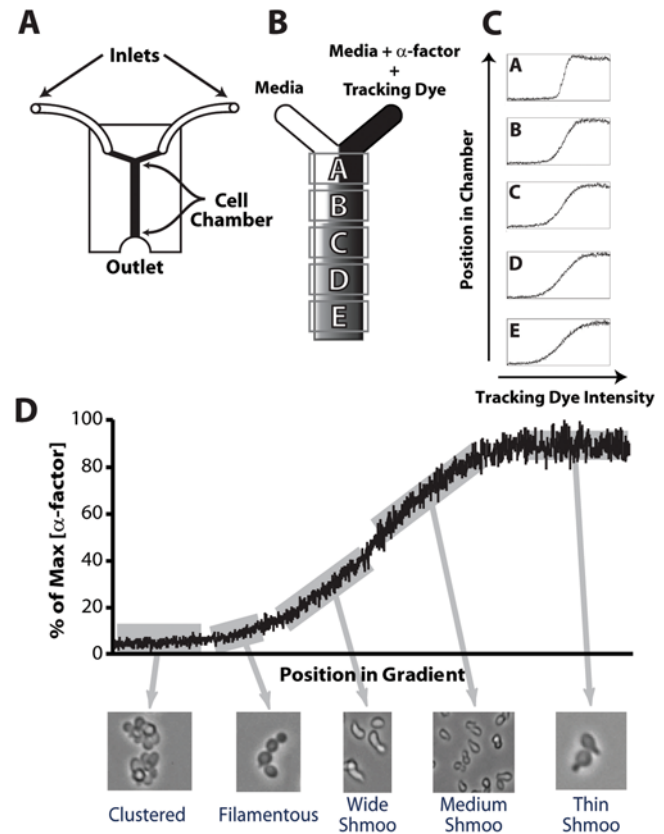 A
Inlets
Cell
Chamber
Outlet
B
Media
Media + α-factor
+
Tracking Dye
A
B
C
D
E
C
Position in Chamber
A
B
C
D
E
Tracking Dye Intensity
D
% of Max [α-factor]
100
80
60
40
20
0
Position in Gradient
Clustered
Filamentous
Wide
Shmoo
Medium
Shmoo
Thin
Shmoo